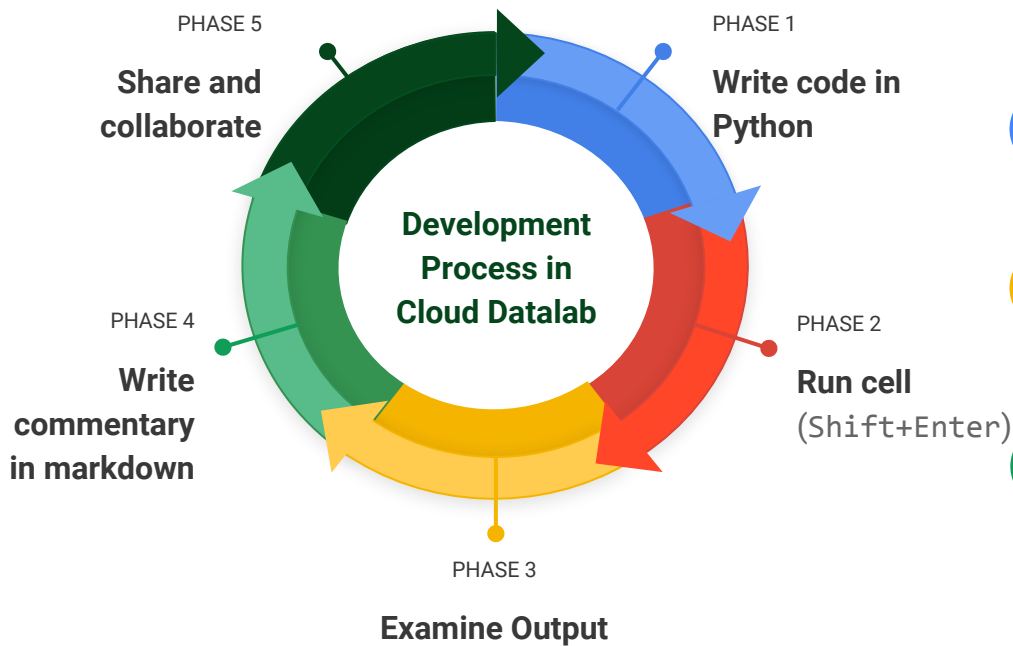 PHASE 1
Write code in
Python
PHASE 2
Run cell
(Shift+Enter)
PHASE 3
Examine Output
PHASE 4
Write
commentary
in markdown
PHASE 5
Share and
collaborate
Development
Process in
Cloud Datalab